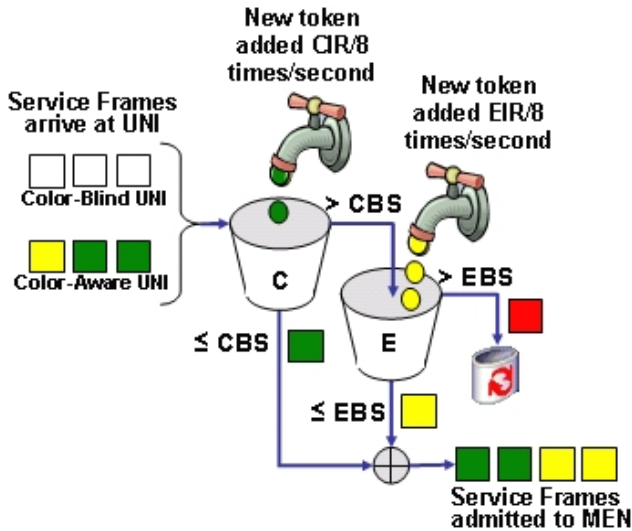 New token
added CIR/8
times/second
New token
added EIR/8
times/second
Service Frames
arrive at UNI
Color-Blind UNI
Color-Aware UNI
> CBS
C
> EBS
≤ CBS
E
≤ EBS
Service Frames
admitted to MEN